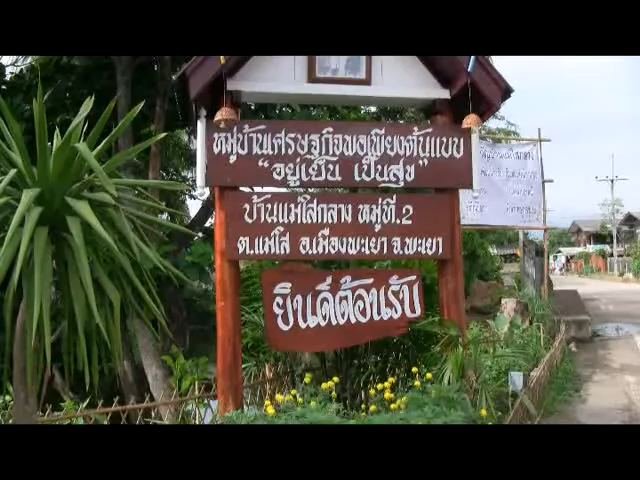 หมู่บ้านเศรษฐกิจพอเพียงต้นแบบ
"อยู่เย็น เป็นสุข"
บ้านแม่ใสกลาง หมู่ที่.2
ต.แม่ใส อ.เมืองพะเยา จ.พะเยา
ยินดีต้อนรับ